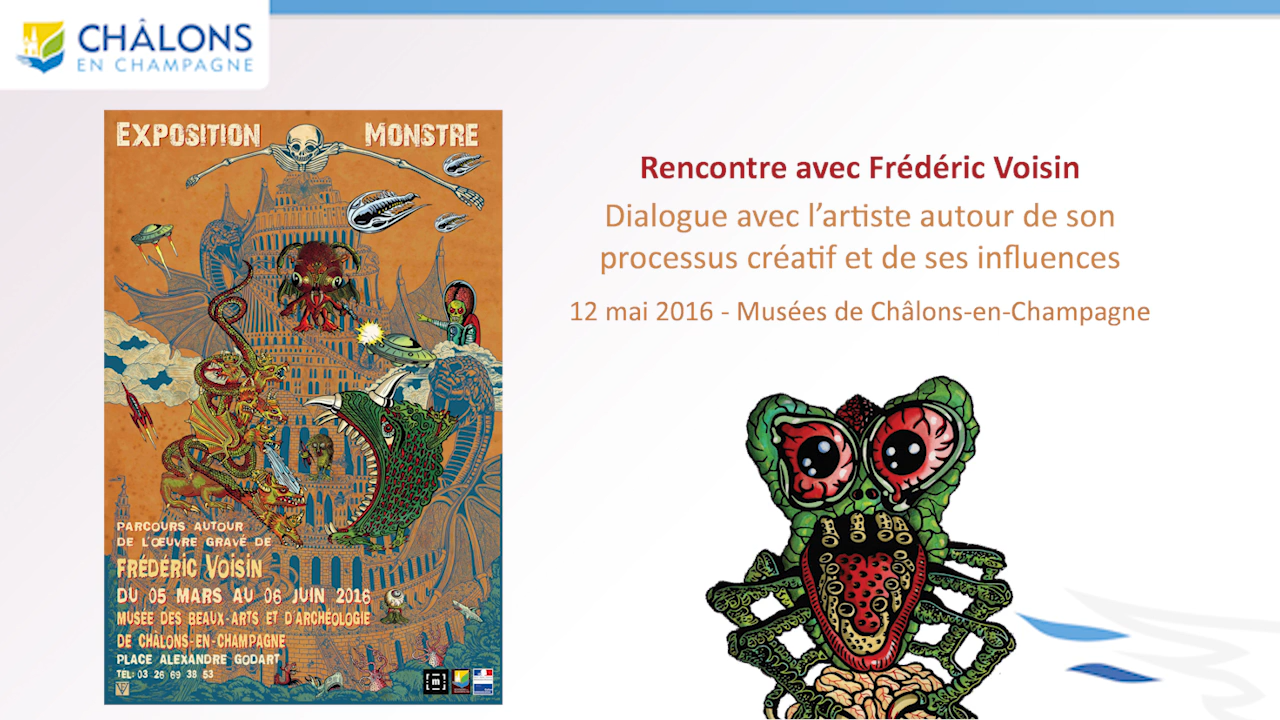 CHÂLONS
EN CHAMPAGNE
EXPOSITION MONSTRE
PARCOURS AUTOUR
DE L'ŒUVRE GRAVÉ DE
FRÉDÉRIC VOISIN
DU 05 MARS AU 06 JUIN 2016
MUSÉE DES BEAUX-ARTS ET D'ARCHÉOLOGIE
DE CHÂLONS-EN-CHAMPAGNE
PLACE ALEXANDRE GODART
TEL: 03 26 69 38 53
Rencontre avec Frédéric Voisin
Dialogue avec l'artiste autour de son
processus créatif et de ses influences
12 mai 2016 - Musées de Châlons-en-Champagne